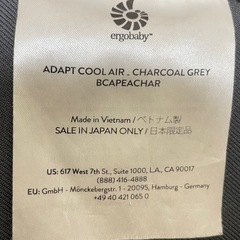 ergobaby™
ADAPT COOL AIR - CHARCOAL GREY
BCAPEACHAR
Made in Vietnam / ベトナム製
SALE IN JAPAN ONLY / 日本限定品
US: 617 West 7th St., Suite 1000, L.A., CA 90017
(888) 416-4888
EU: GmbH - Mönckebergstr. 1 - 20095, Hamburg - Germany
+49 40 421 065 0